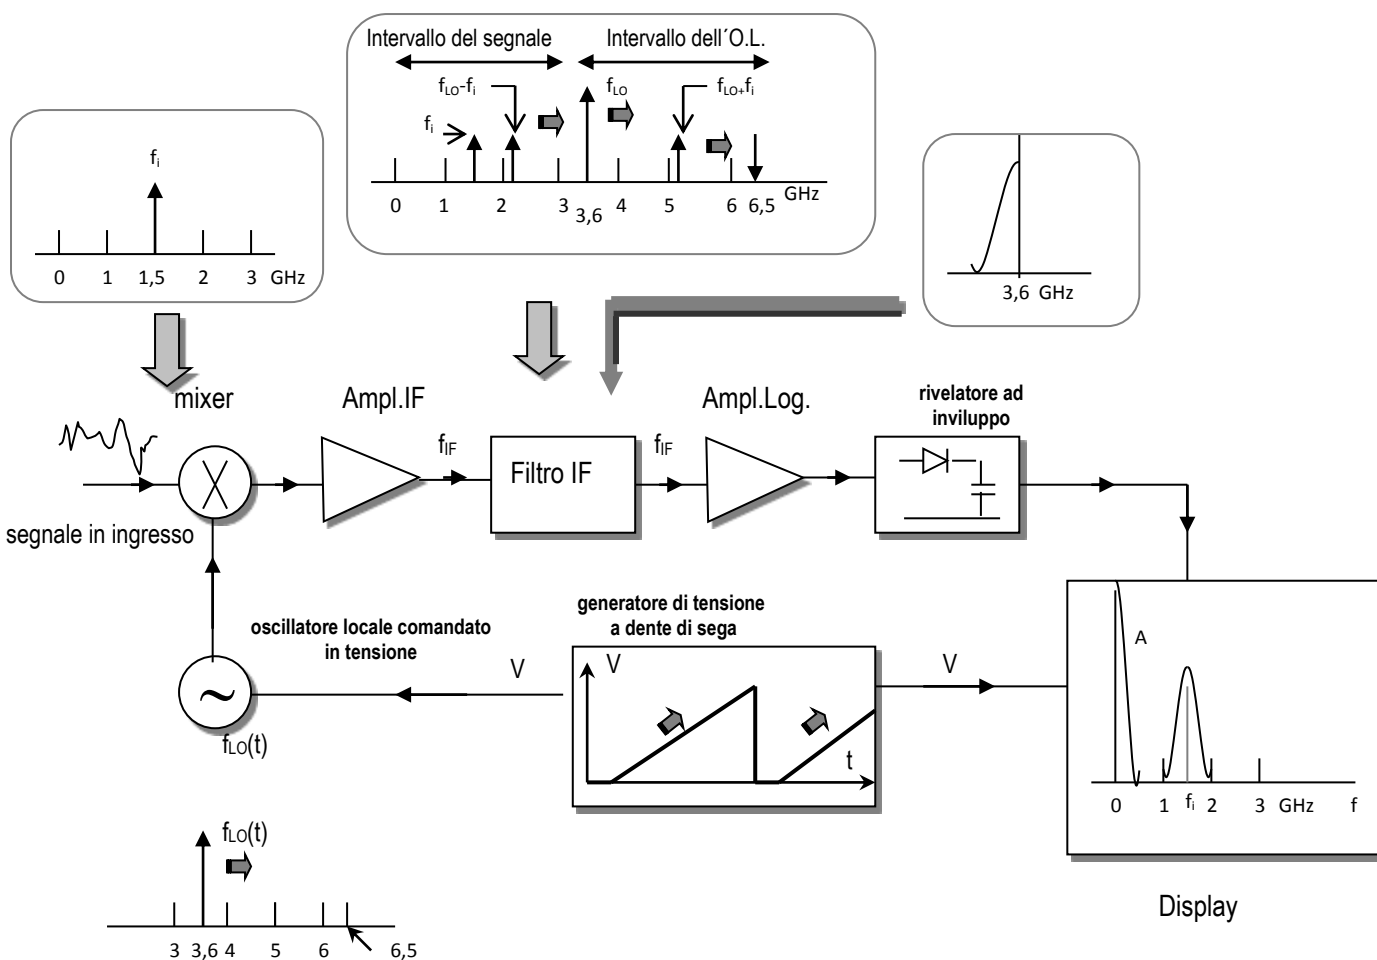 Intervallo del segnale
Intervallo dell´O.L.
fLO-fi
fLO
fLO+fi
fi
0 1 2 3 3,6 4 5 6 6,5 GHz
fi
0 1 1,5 2 3 GHz
3,6 GHz
mixer
Ampl.IF
Ampl.Log.
rivelatore ad
inviluppo
fIF
Filtro IF
fIF
segnale in ingresso
oscillatore locale comandato
in tensione
generatore di tensione
a dente di sega
V
V
V
t
~
fLO(t)
A
0 1 fi 2 3 GHz f
fLO(t)
3 3,6 4 5 6 6,5
Display